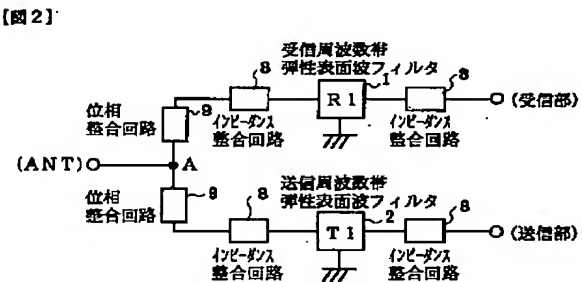 【図2】
受信周波数帯
弾性表面波フィルタ
8
1
8
R1
(受信部)
9
位相
整合回路
インピーダンス
整合回路
インピーダンス
整合回路
(ANT)
A
位相
整合回路
9
送信周波数帯
弾性表面波フィルタ
8
2
8
T1
(送信部)
インピーダンス
整合回路
インピーダンス
整合回路